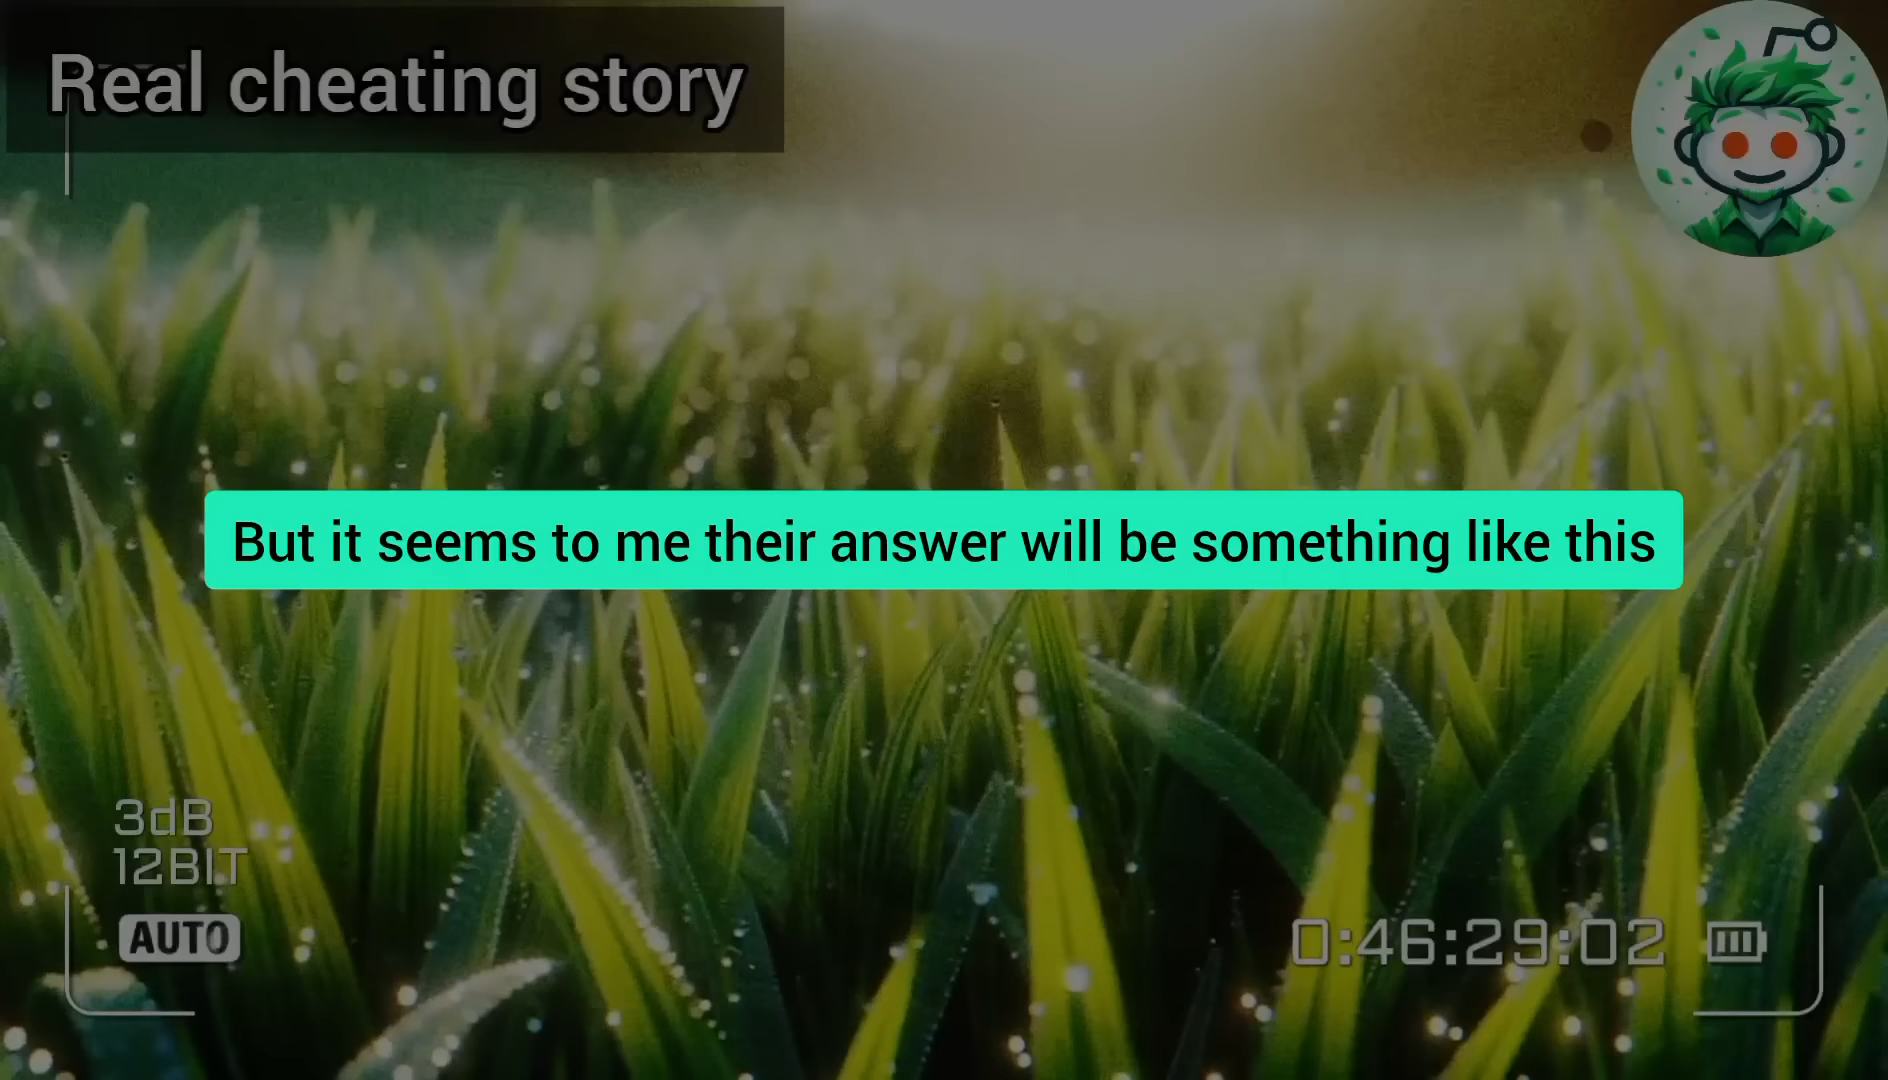 Real cheating story
But it seems to me their answer will be something like this
3dB
12BIT
AUTO
0:46:29:02